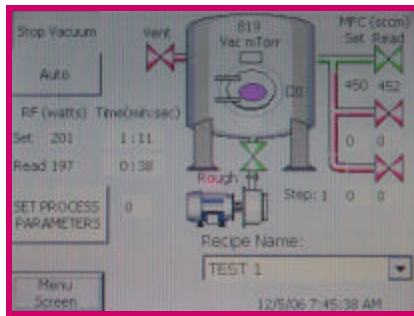 Stop Vacuum
Vent
819
Vac mTorr
MFC (sccm)
Set Read
Auto
450 452
RF (watts) Time(min:sec)
Set 201 1:11
0 0
Read 197 0:38
Rough
SET PROCESS
PARAMETERS
0
Step: 1 0 0
Recipe Name:
TEST 1
Menu
Screen
12/5/06 7:45:38 AM